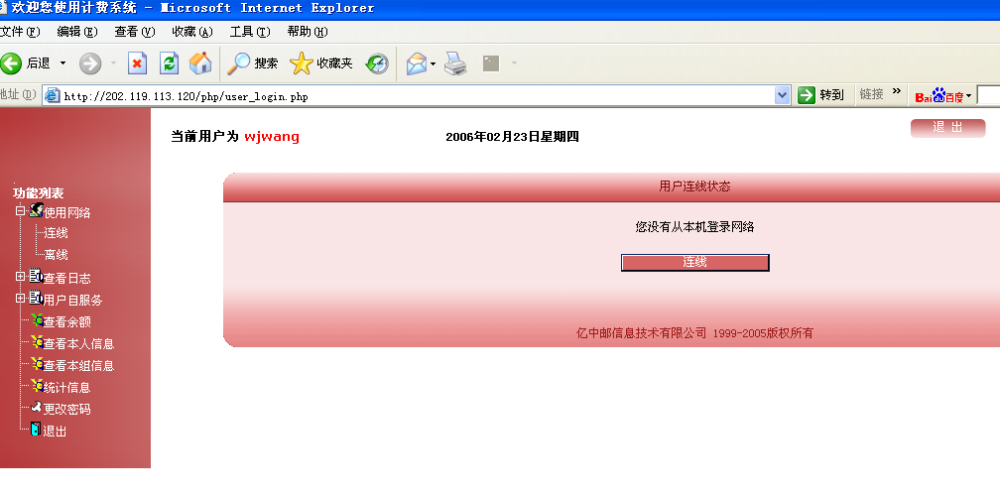 欢迎您使用计费系统 - Microsoft Internet Explorer
文件(F) 编辑(E) 查看(V) 收藏(A) 工具(T) 帮助(H)
后退 搜索 收藏夹
地址(D) http://202.119.113.120/php/user_login.php 转到 链接 » Bai百度
当前用户为 wjwang 2006年02月23日星期四 退 出
功能列表
使用网络
连线
离线
查看日志
用户自服务
查看余额
查看本人信息
查看本组信息
统计信息
更改密码
退出
用户连线状态
您没有从本机登录网络
连线
亿中邮信息技术有限公司 1999-2005版权所有